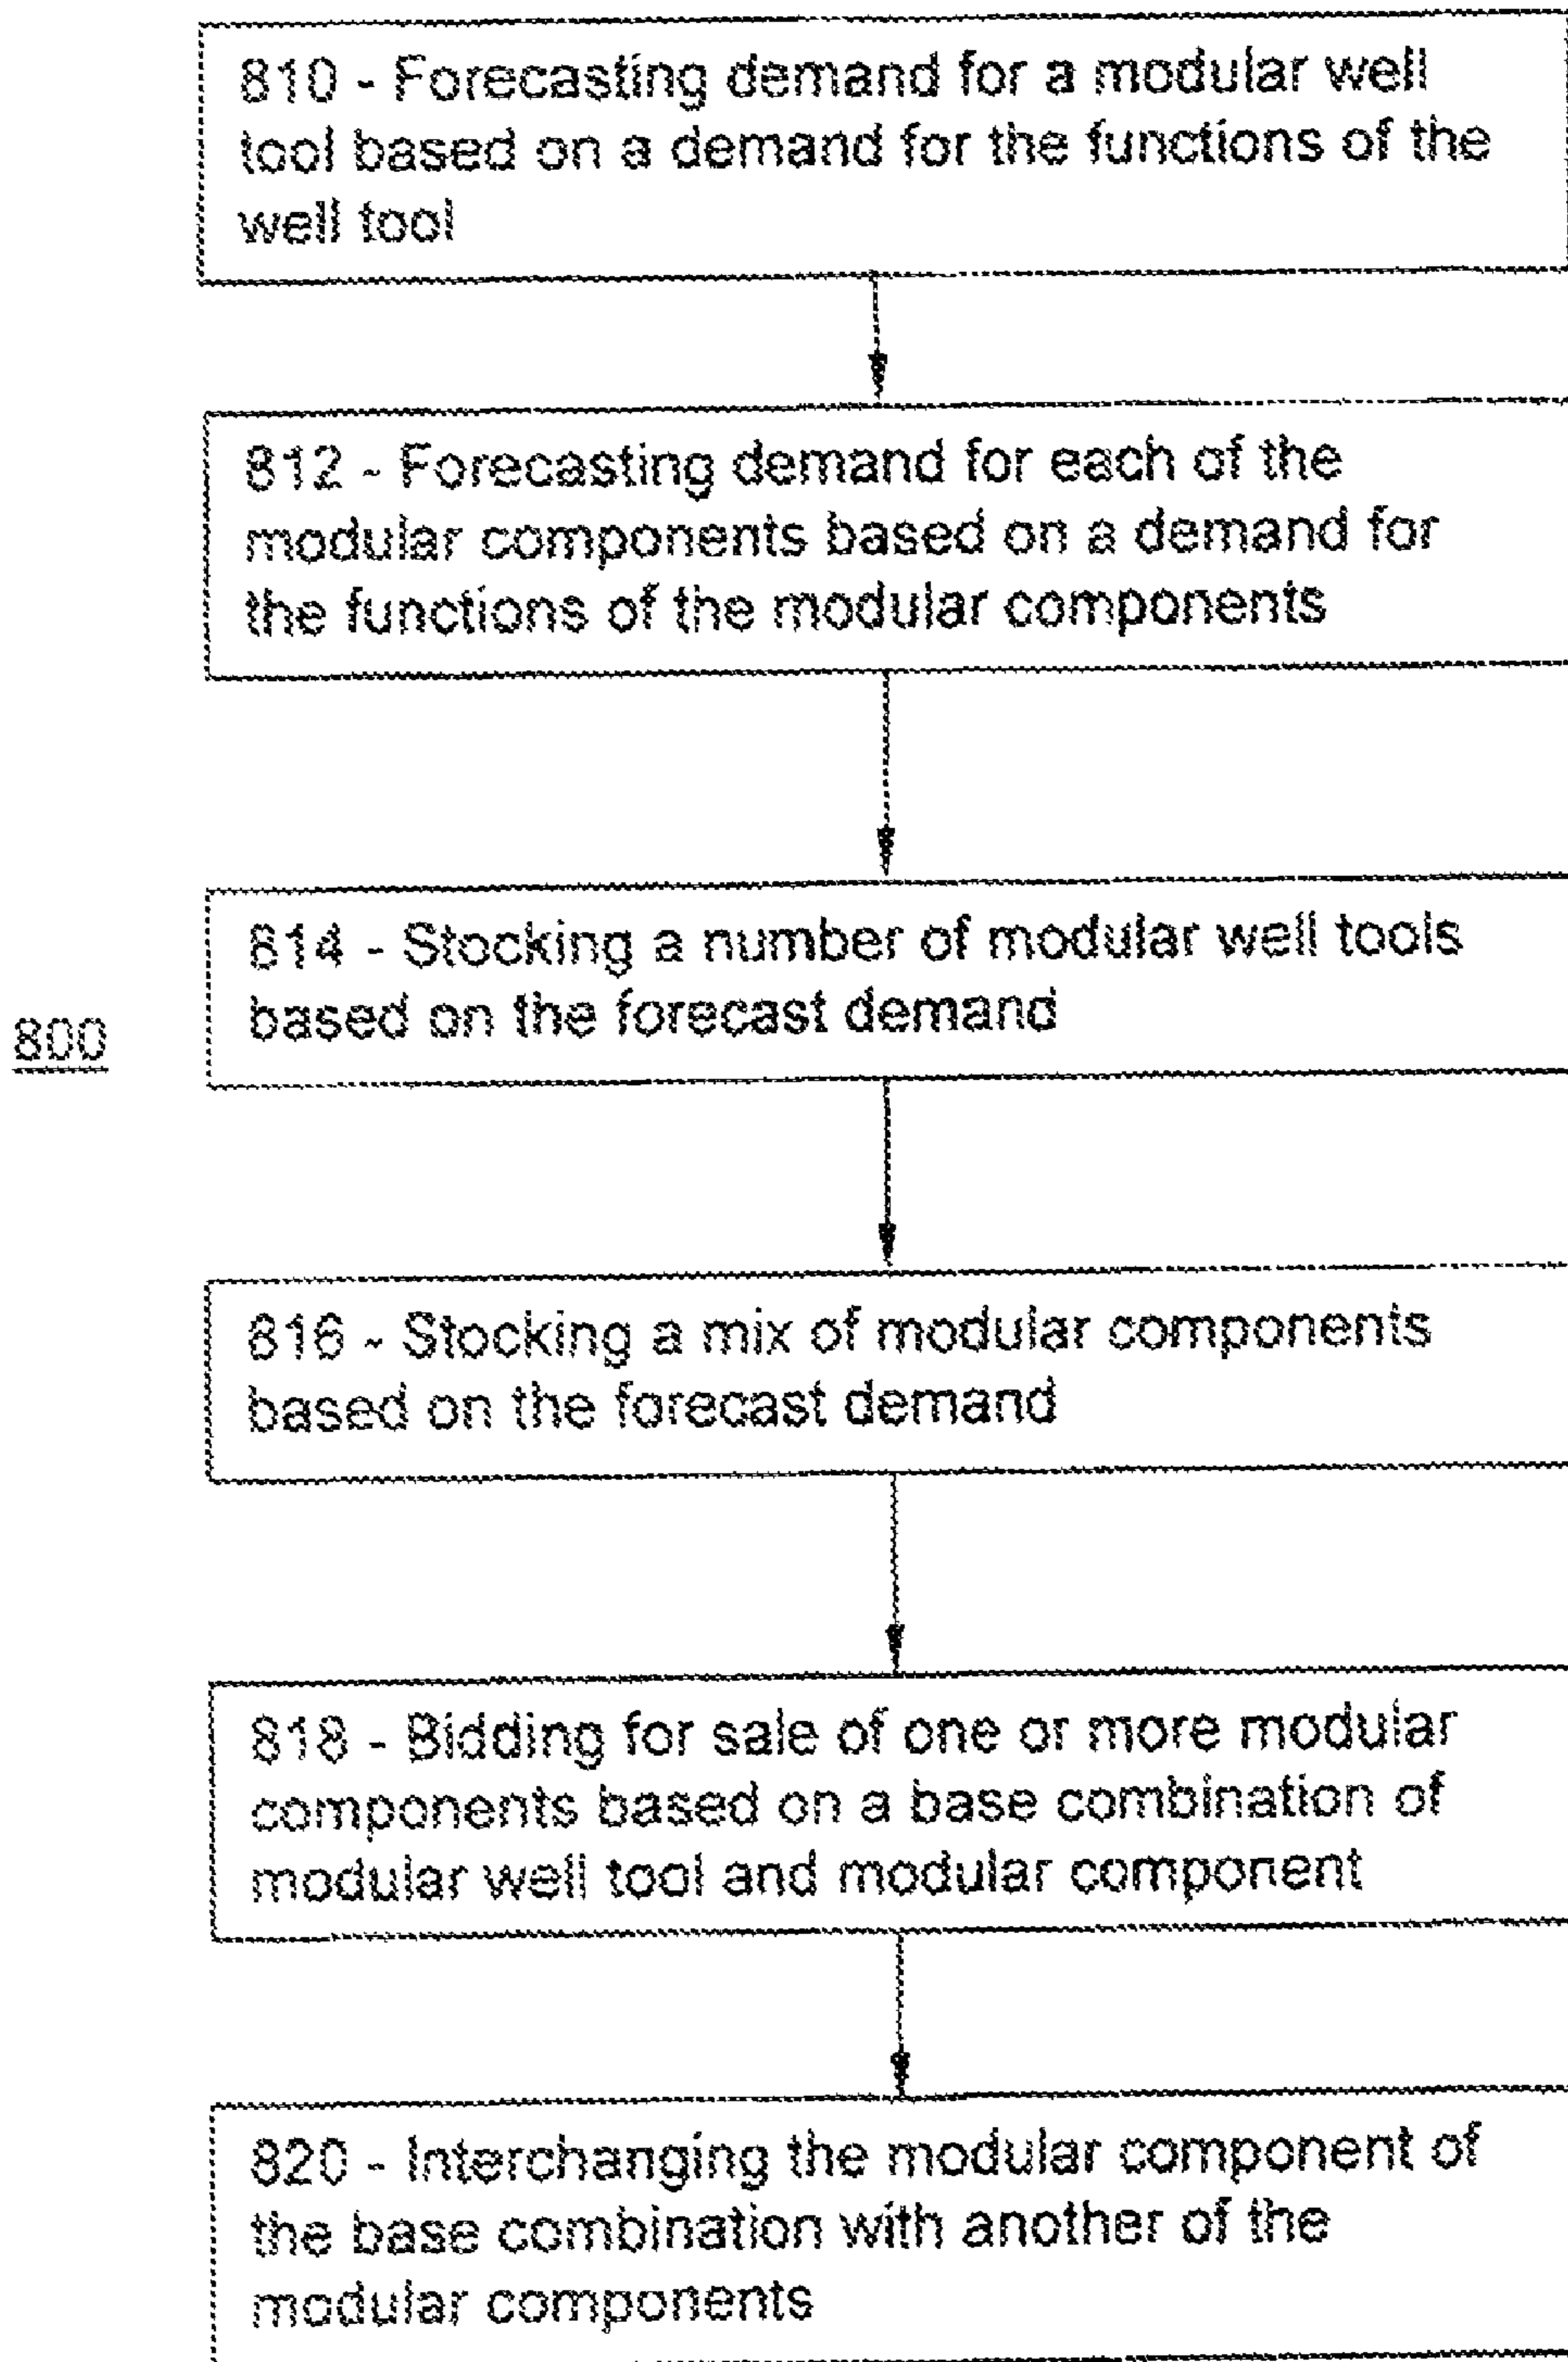 810 - Forecasting demand for a modular well
tool based on a demand for the functions of the
well tool
812 - Forecasting demand for each of the
modular components based on a demand for
the functions of the modular components
814 - Stocking a number of modular well tools
based on the forecast demand
800
816 - Stocking a mix of modular components
based on the forecast demand
818 - Bidding for sale of one or more modular
components based on a base combination of
modular well tool and modular component
820 - Interchanging the modular component of
the base combination with another of the
modular components